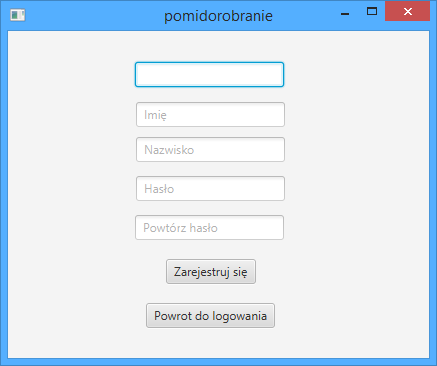 pomidorobranie
Imię
Nazwisko
Hasło
Powtórz hasło
Zarejestruj się
Powrot do logowania